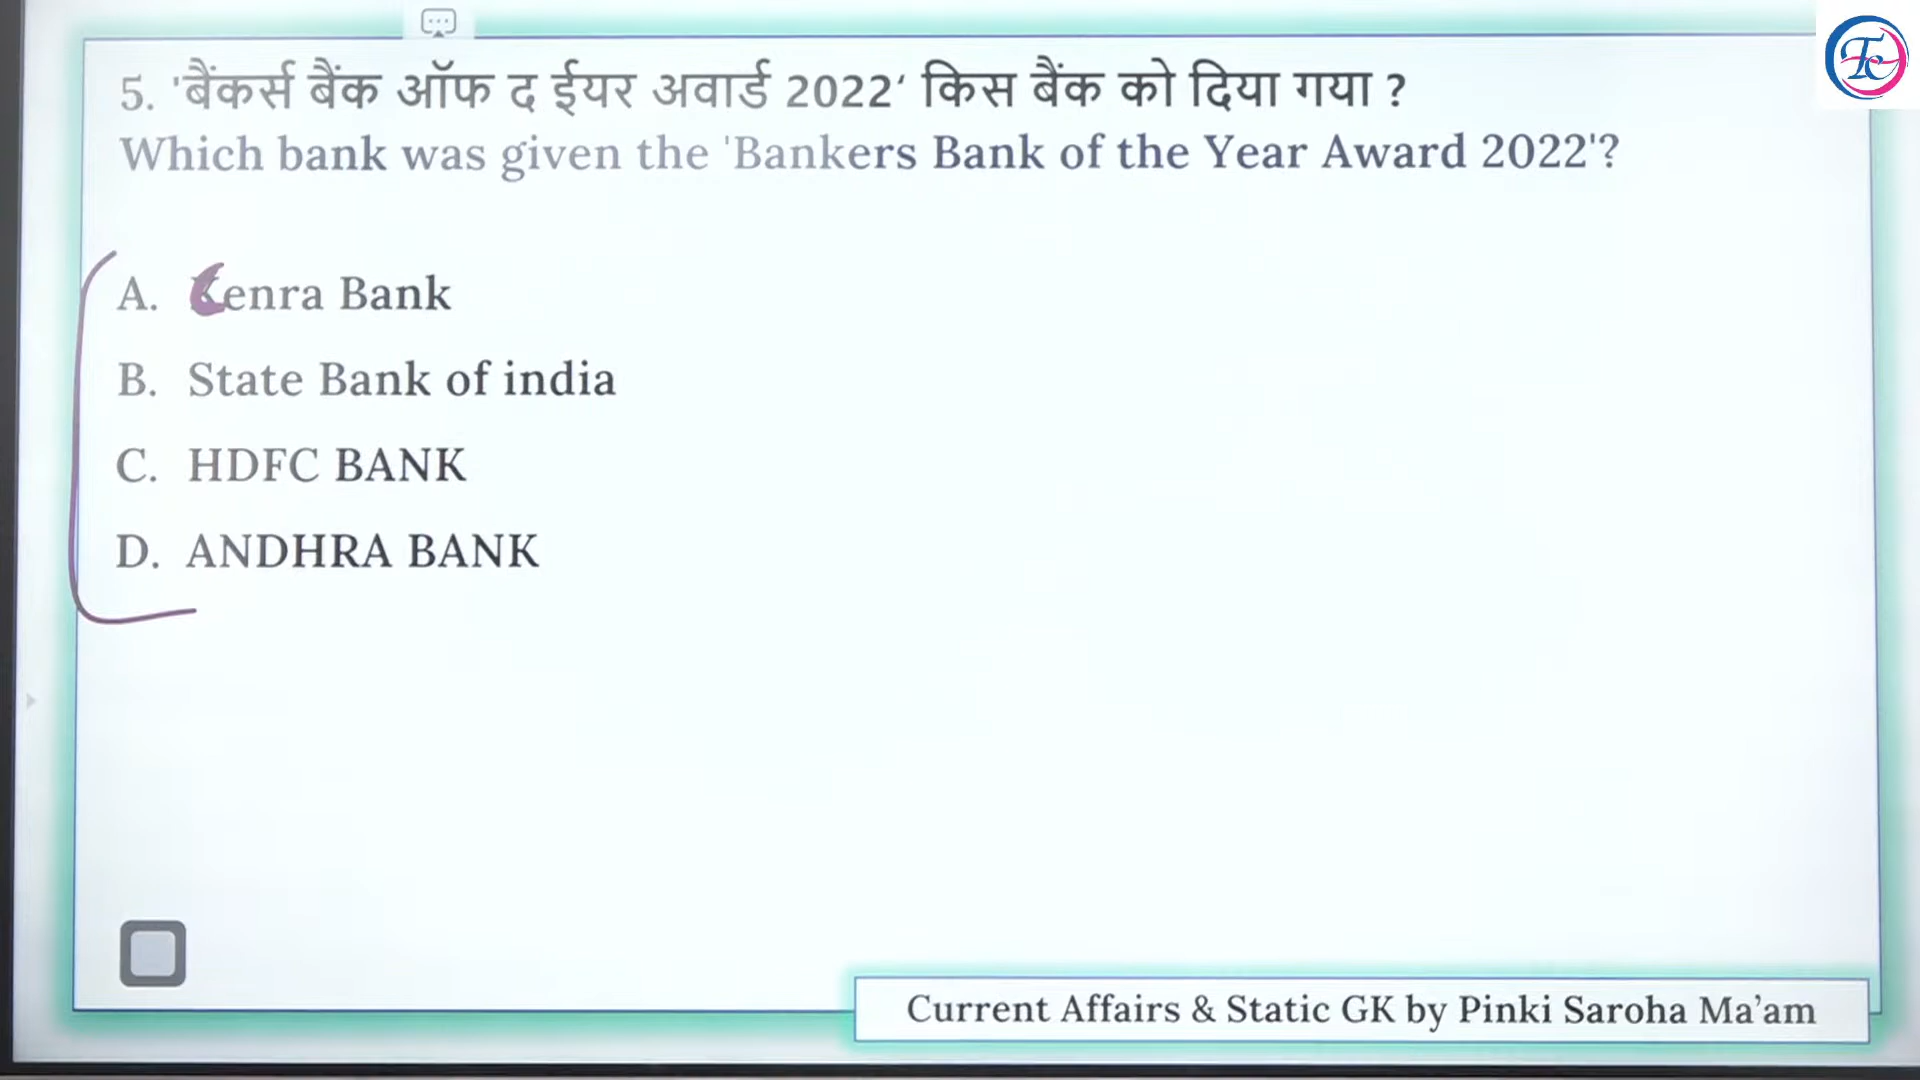 5. 'बैंकर्स बैंक ऑफ द ईयर अवार्ड 2022‘ किस बैंक को दिया गया ?
Which bank was given the 'Bankers Bank of the Year Award 2022'?
A. Cenra Bank
B. State Bank of india
C. HDFC BANK
D. ANDHRA BANK
Current Affairs & Static GK by Pinki Saroha Ma’am